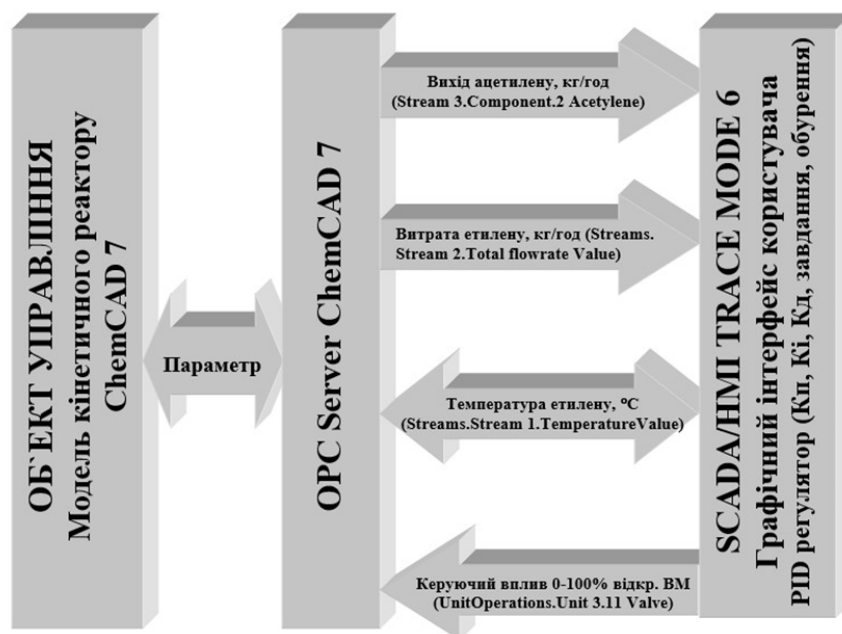 ОБ`ЄКТ УПРАВЛІННЯ
Модель кінетичного реактору
ChemCAD 7
Параметр
OPC Server ChemCAD 7
Вихід ацетилену, кг/год
(Stream 3.Component.2 Acetylene)
Витрата етилену, кг/год (Streams.
Stream 2.Total flowrate Value)
Температура етилену, °C
(Streams.Stream 1.TemperatureValue)
Керуючий вплив 0-100% відкр. ВМ
(UnitOperations.Unit 3.11 Valve)
SCADA/HMI TRACE MODE 6
Графічний інтерфейс користувача
PID регулятор (Кп, Кі, Кд, завдання, обурення)